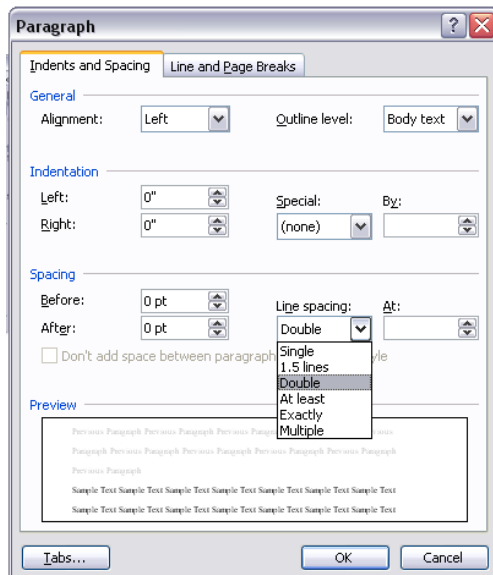 Paragraph
Indents and Spacing Line and Page Breaks
General
Alignment: Left Outline level: Body text
Indentation
Left: 0" Special: By:
Right: 0" (none)
Spacing
Before: 0 pt Line spacing: At:
After: 0 pt Double
Single
Don't add space between paragraph yle
1.5 lines
Double
At least
Exactly
Multiple
Preview
Previous Paragraph Previous Paragraph Previous Paragraph
Paragraph Previous Paragraph Previous Paragraph Previous Paragraph Previous Paragraph
Previous Paragraph
Sample Text Sample Text Sample Text Sample Text Sample Text Sample Text Sample Text
Sample Text Sample Text Sample Text Sample Text Sample Text Sample Text Sample Text
Tabs... OK Cancel